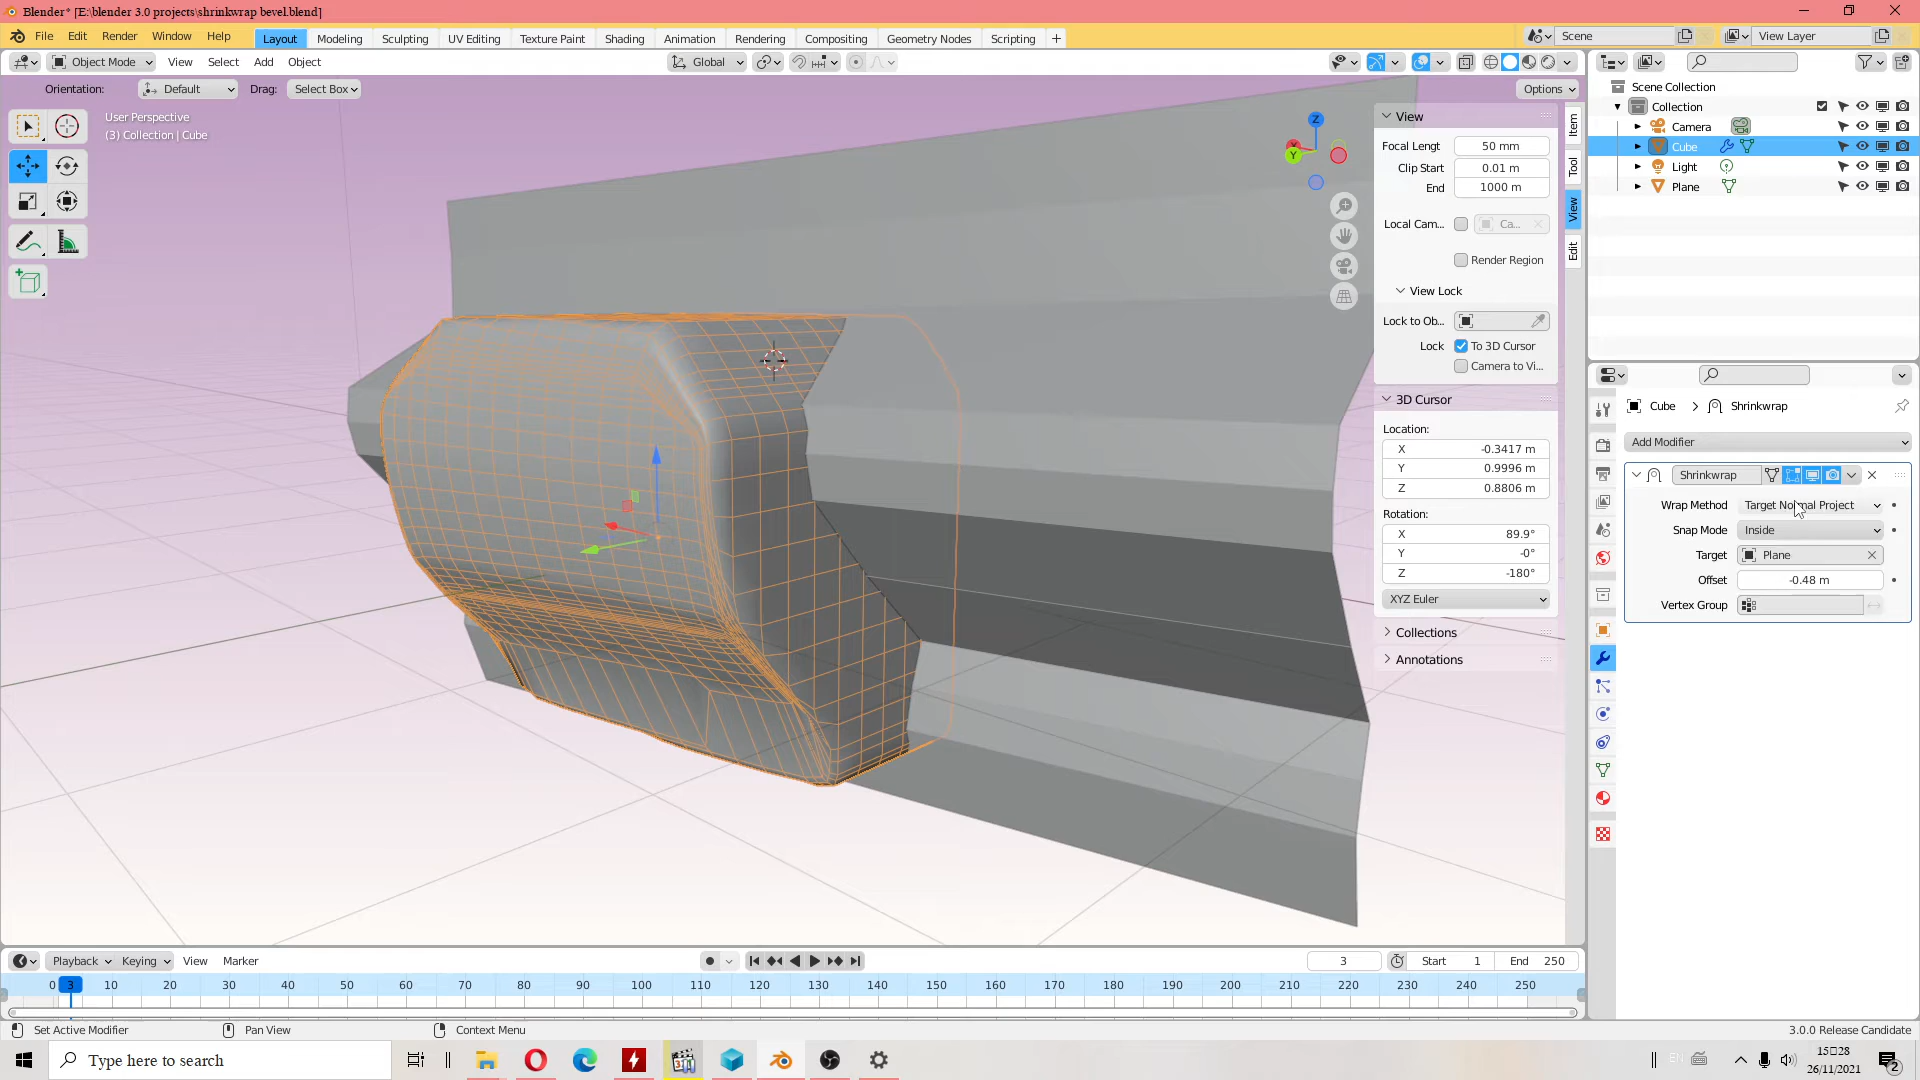 Blender* [E:\blender 3.0 projects\shrinkwrap bevel.blend]
File Edit Render Window Help Layout Modeling Sculpting UV Editing Texture Paint Shading Animation Rendering Compositing Geometry Nodes Scripting + Scene View Layer
Object Mode View Select Add Object Global
Orientation: Default Drag: Select Box Options
User Perspective
(3) Collection | Cube
Z
Y
View
Focal Lengt 50 mm
Clip Start 0.01 m
End 1000 m
Local Cam... Ca...
Render Region
View Lock
Lock to Ob...
Lock To 3D Cursor
Camera to Vi...
3D Cursor
Location:
X -0.3417 m
Y 0.9996 m
Z 0.8806 m
Rotation:
X 89.9°
Y -0°
Z -180°
XYZ Euler
Collections
Annotations
Item
Tool
View
Edit
Scene Collection
Collection
Camera
Cube
Light
Plane
Cube > Shrinkwrap
Add Modifier
Shrinkwrap
Wrap Method Target Normal Project
Snap Mode Inside
Target Plane
Offset -0.48 m
Vertex Group
Playback Keying View Marker 3 Start 1 End 250
0 3 10 20 30 40 50 60 70 80 90 100 110 120 130 140 150 160 170 180 190 200 210 220 230 240 250
Set Active Modifier Pan View Context Menu 3.0.0 Release Candidate
Type here to search
EN
321
15:28
26/11/2021
2